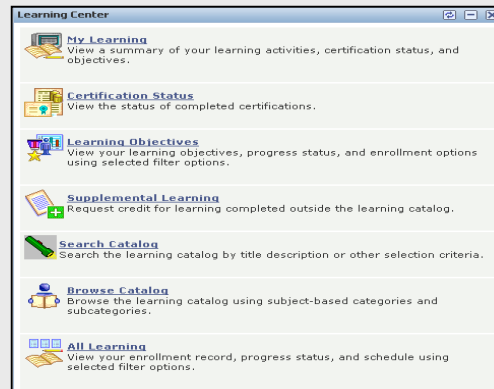 Learning Center
My Learning
View a summary of your learning activities, certification status, and
objectives.
Certification Status
View the status of completed certifications.
Learning Objectives
View your learning objectives, progress status, and enrollment options
using selected filter options.
Supplemental Learning
Request credit for learning completed outside the learning catalog.
Search Catalog
Search the learning catalog by title description or other selection criteria.
Browse Catalog
Browse the learning catalog using subject-based categories and
subcategories.
All Learning
View your enrollment record, progress status, and schedule using
selected filter options.